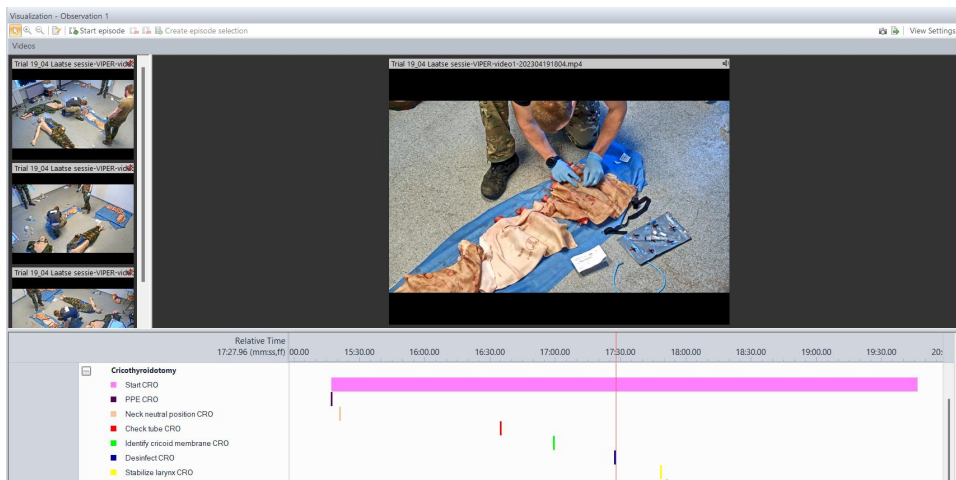 Visualization - Observation 1
Start episode Create episode selection View Settings
Videos
Trial 19_04 Laatse sessie-VIPER-vide
Trial 19_04 Laatse sessie-VIPER-video1-202304191804.mp4
Trial 19_04 Laatse sessie-VIPER-vide
Trial 19_04 Laatse sessie-VIPER-vide
Relative Time
17:27.96 (mm:ss,ff) 00.00 15:30.00 16:00.00 16:30.00 17:00.00 17:30.00 18:00.00 18:30.00 19:00.00 19:30.00 20:
Cricothyroidotomy
Start CRO
PPE CRO
Neck neutral position CRO
Check tube CRO
Identify cricoid membrane CRO
Desinfect CRO
Stabilize larynx CRO